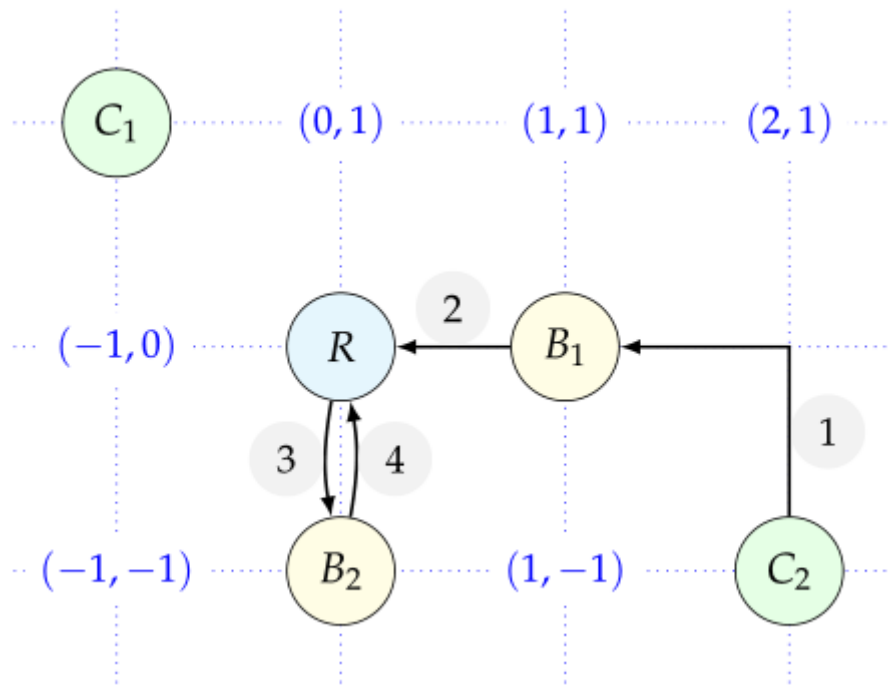 C₁ (0, 1) (1, 1) (2, 1)
2
(−1, 0) R B₁
1
3 4
(−1, −1) B₂ (1, −1) C₂